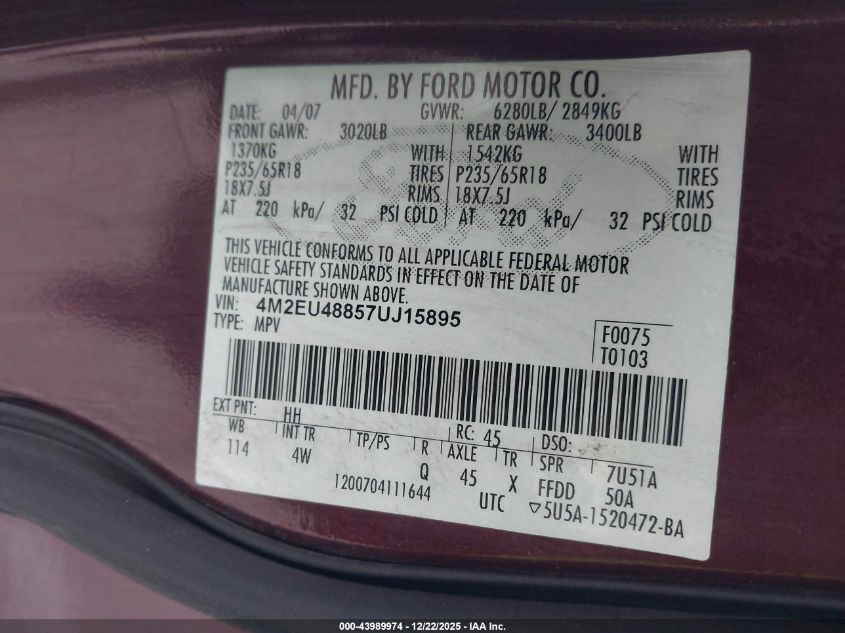 MFD. BY FORD MOTOR CO.
DATE: 04/07 GVWR: 6280LB/ 2849KG
FRONT GAWR: 3020LB REAR GAWR: 3400LB
1370KG WITH 1542KG WITH
P235/65R18 TIRES P235/65R18 TIRES
18X7.5J RIMS 18X7.5J RIMS
AT 220 kPa/ 32 PSI COLD AT 220 kPa/ 32 PSI COLD
THIS VEHICLE CONFORMS TO ALL APPLICABLE FEDERAL MOTOR
VEHICLE SAFETY STANDARDS IN EFFECT ON THE DATE OF
MANUFACTURE SHOWN ABOVE.
VIN: 4M2EU48857UJ15895
TYPE: MPV
F0075
T0103
EXT PNT: HH RC: 45 DSO:
WB INT TR TP/PS R AXLE TR SPR 7U51A
114 4W Q 45 X FFDD 50A
1200704111644 UTC ▽5U5A-1520472-BA
000-43989974 - 12/22/2025 - IAA Inc.